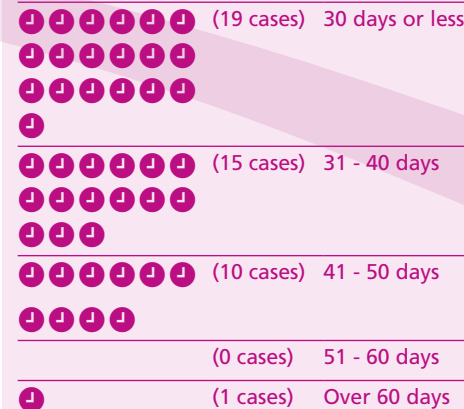 (19 cases) 30 days or less
(15 cases) 31 - 40 days
(10 cases) 41 - 50 days
(0 cases) 51 - 60 days
(1 cases) Over 60 days